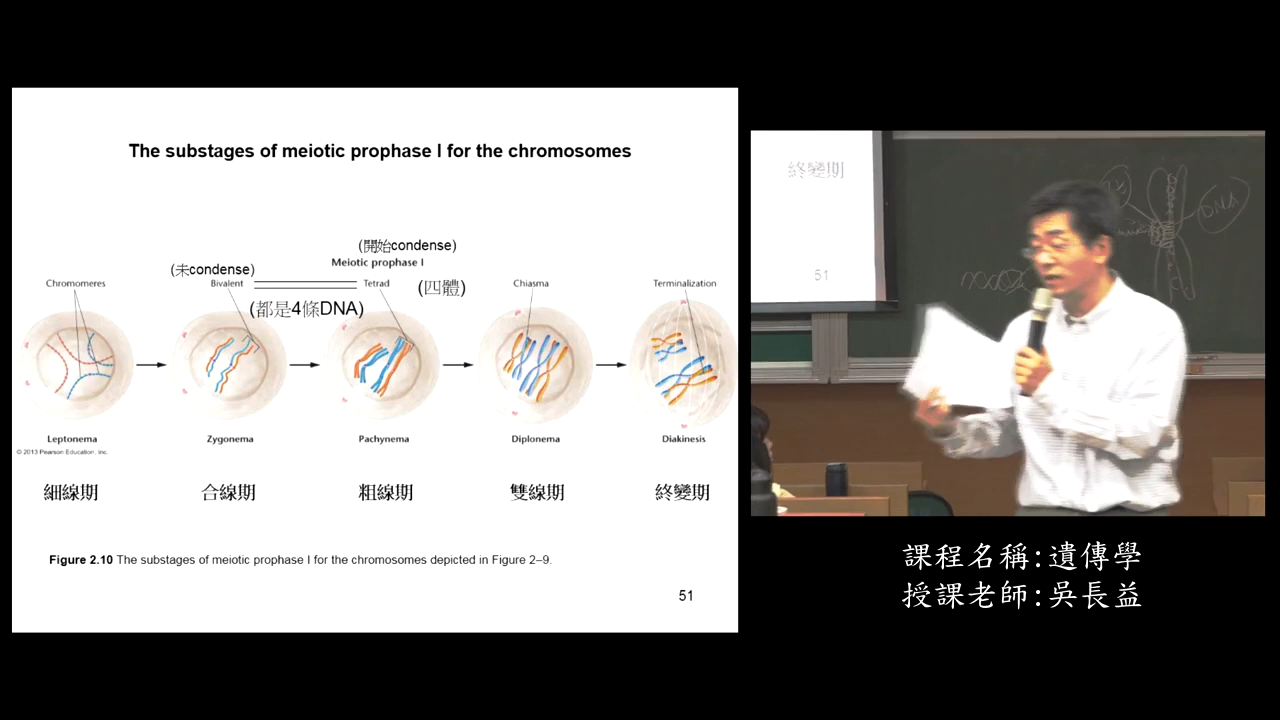 The substages of meiotic prophase I for the chromosomes
(開始condense)
Meiotic prophase I
(未condense)
Chromomeres
Bivalent
Tetrad
(四體)
Chiasma
Terminalization
(都是4條DNA)
Leptonema
Zygonema
Pachynema
Diplonema
Diakinesis
© 2013 Pearson Education, Inc.
細線期
合線期
粗線期
雙線期
終變期
Figure 2.10 The substages of meiotic prophase I for the chromosomes depicted in Figure 2–9.
51
終變期
51
DNA
課程名稱:遺傳學
授課老師:吳長益